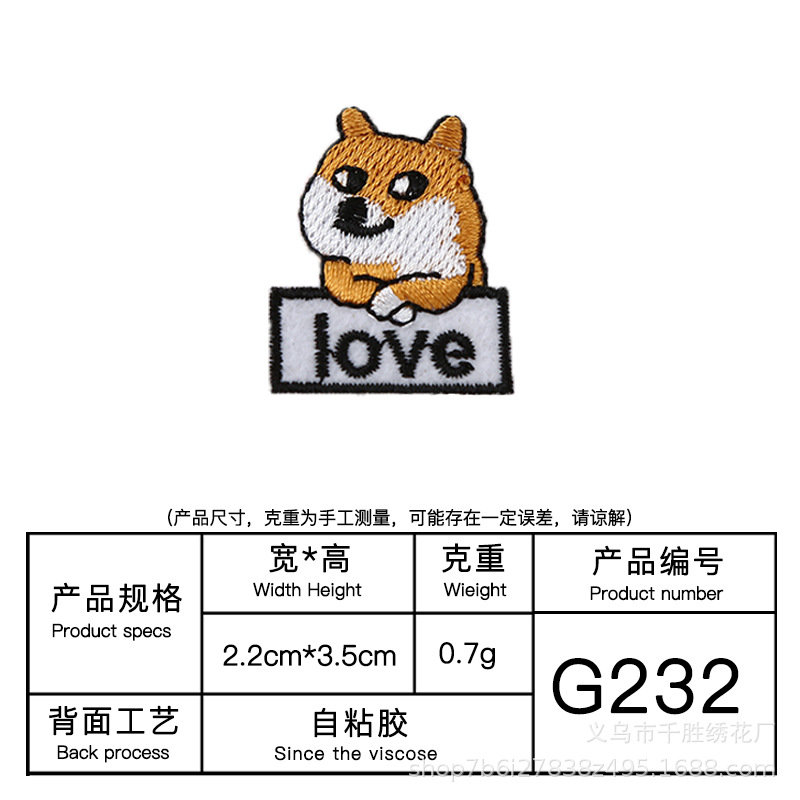 love
(产品尺寸，克重为手工测量，可能存在一定误差，请谅解)
产品规格
Product specs
宽*高
Width Height
克重
Wieight
产品编号
Product number
2.2cm*3.5cm
0.7g
G232
背面工艺
Back process
自粘胶
Since the viscose
义乌市千胜绣花厂
shop7b6i27838z495.1688.com